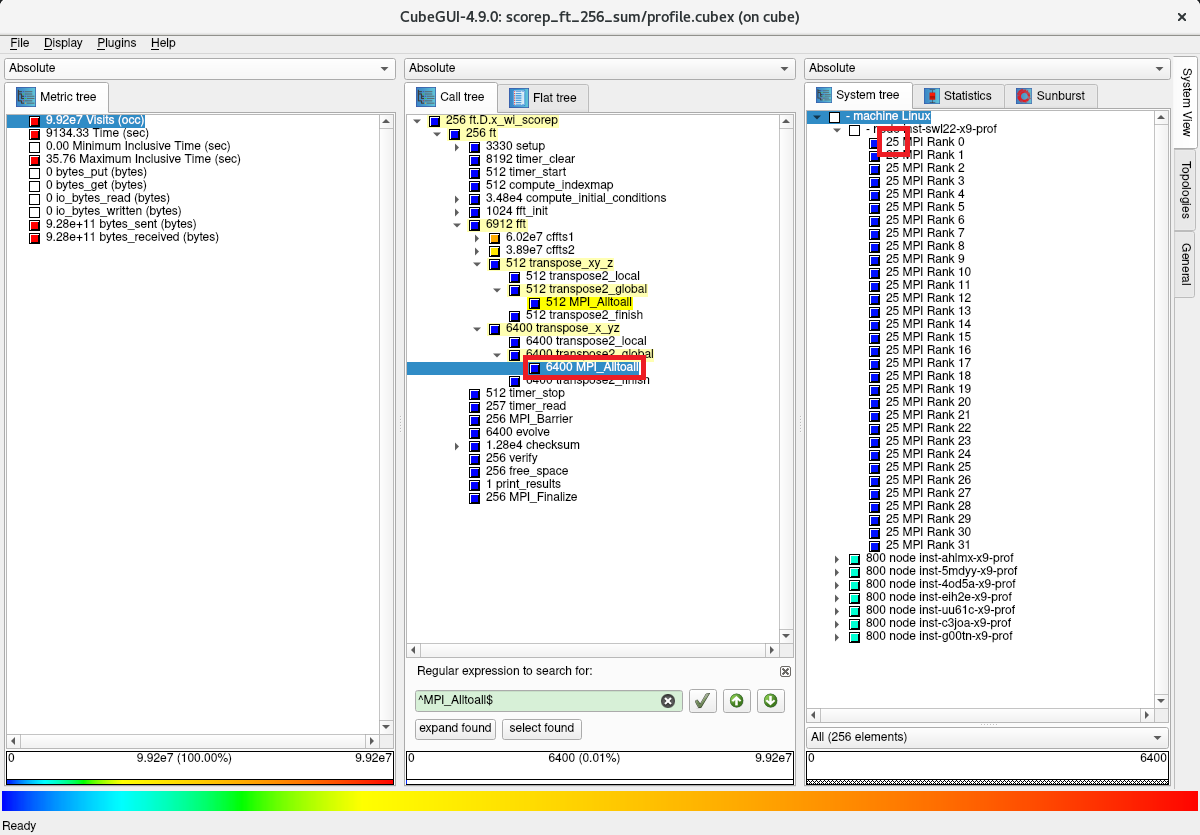 CubeGUI-4.9.0: scorep_ft_256_sum/profile.cubex (on cube)
File Display Plugins Help
Absolute
Metric tree
9.92e7 Visits (occ)
9134.33 Time (sec)
0.00 Minimum Inclusive Time (sec)
35.76 Maximum Inclusive Time (sec)
0 bytes_put (bytes)
0 bytes_get (bytes)
0 io_bytes_read (bytes)
0 io_bytes_written (bytes)
9.28e+11 bytes_sent (bytes)
9.28e+11 bytes_received (bytes)
0 9.92e7 (100.00%) 9.92e7
Absolute
Call tree Flat tree
256 ft.D.x_wi_scorep
256 ft
3330 setup
8192 timer_clear
512 timer_start
512 compute_indexmap
3.48e4 compute_initial_conditions
1024 fft_init
6912 fft
6.02e7 cffts1
3.89e7 cffts2
512 transpose_xy_z
512 transpose2_local
512 transpose2_global
512 MPI_Alltoall
512 transpose2_finish
6400 transpose_x_yz
6400 transpose2_local
6400 transpose2_global
6400 MPI_Alltoall
6400 transpose2_finish
512 timer_stop
257 timer_read
256 MPI_Barrier
6400 evolve
1.28e4 checksum
256 verify
256 free_space
1 print_results
256 MPI_Finalize
Regular expression to search for:
^MPI_Alltoall$
expand found select found
0 6400 (0.01%) 9.92e7
Absolute
System tree Statistics Sunburst
- machine Linux
- node inst-swl22-x9-prof
25 MPI Rank 0
25 MPI Rank 1
25 MPI Rank 2
25 MPI Rank 3
25 MPI Rank 4
25 MPI Rank 5
25 MPI Rank 6
25 MPI Rank 7
25 MPI Rank 8
25 MPI Rank 9
25 MPI Rank 10
25 MPI Rank 11
25 MPI Rank 12
25 MPI Rank 13
25 MPI Rank 14
25 MPI Rank 15
25 MPI Rank 16
25 MPI Rank 17
25 MPI Rank 18
25 MPI Rank 19
25 MPI Rank 20
25 MPI Rank 21
25 MPI Rank 22
25 MPI Rank 23
25 MPI Rank 24
25 MPI Rank 25
25 MPI Rank 26
25 MPI Rank 27
25 MPI Rank 28
25 MPI Rank 29
25 MPI Rank 30
25 MPI Rank 31
800 node inst-ahlmx-x9-prof
800 node inst-5mdyy-x9-prof
800 node inst-4od5a-x9-prof
800 node inst-eih2e-x9-prof
800 node inst-uu61c-x9-prof
800 node inst-c3joa-x9-prof
800 node inst-g00tn-x9-prof
All (256 elements)
0 6400
System View
Topologies
General
Ready